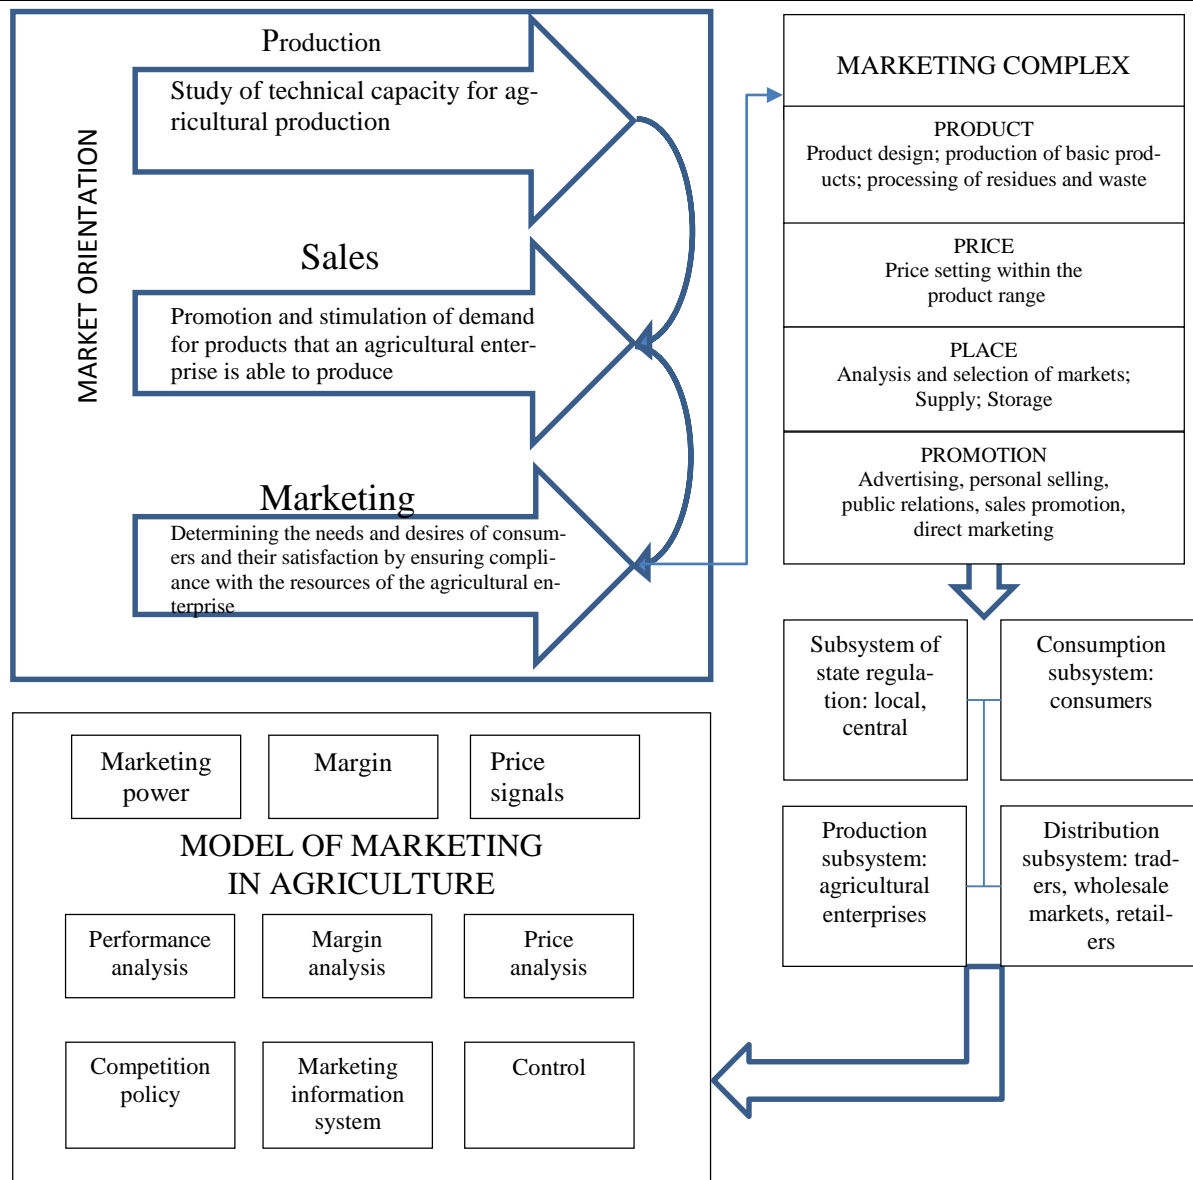 MARKET ORIENTATION
Production
Study of technical capacity for ag-
ricultural production
Sales
Promotion and stimulation of demand
for products that an agricultural enter-
prise is able to produce
Marketing
Determining the needs and desires of consum-
ers and their satisfaction by ensuring compli-
ance with the resources of the agricultural en-
terprise
MARKETING COMPLEX
PRODUCT
Product design; production of basic prod-
ucts; processing of residues and waste
PRICE
Price setting within the
product range
PLACE
Analysis and selection of markets;
Supply; Storage
PROMOTION
Advertising, personal selling,
public relations, sales promotion,
direct marketing
Subsystem of
state regula-
tion: local,
central
Consumption
subsystem:
consumers
Production
subsystem:
agricultural
enterprises
Distribution
subsystem: trad-
ers, wholesale
markets, retail-
ers
Marketing
power
Margin
Price
signals
MODEL OF MARKETING
IN AGRICULTURE
Performance
analysis
Margin
analysis
Price
analysis
Competition
policy
Marketing
information
system
Control